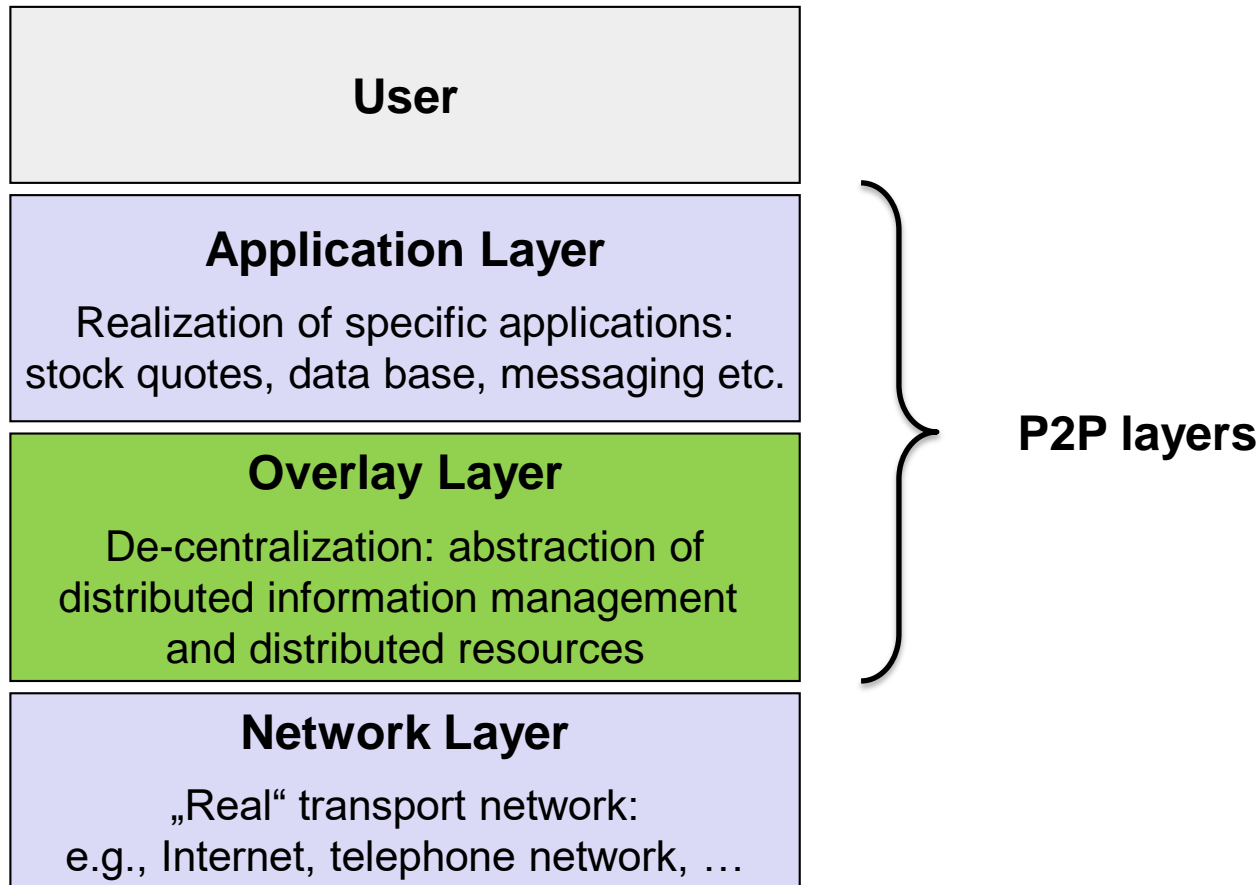 User
Application Layer
Realization of specific applications:
stock quotes, data base, messaging etc.
Overlay Layer
De-centralization: abstraction of
distributed information management
and distributed resources
P2P layers
Network Layer
„Real“ transport network:
e.g., Internet, telephone network, …